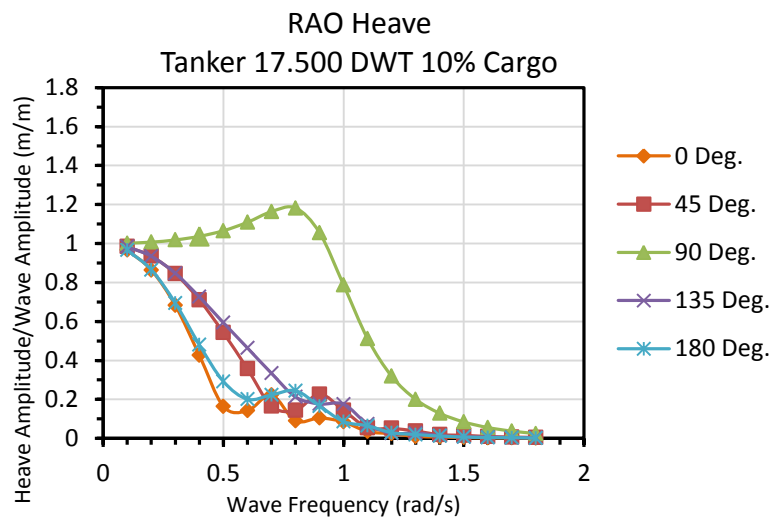 RAO Heave
Tanker 17.500 DWT 10% Cargo
Heave Amplitude/Wave Amplitude (m/m)
1.8
1.6
1.4
1.2
1
0.8
0.6
0.4
0.2
0
0 0.5 1 1.5 2
Wave Frequency (rad/s)
0 Deg.
45 Deg.
90 Deg.
135 Deg.
180 Deg.